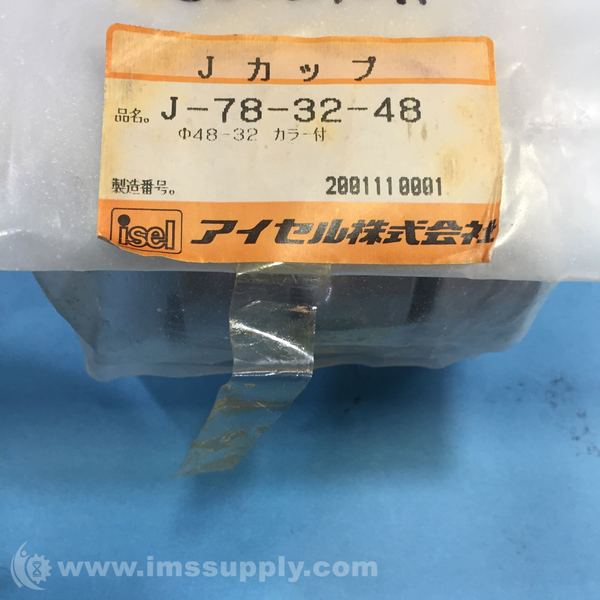 J カップ
品名。 J-78-32-48
Φ48-32 カラー付
製造番号。 2001110001
isel アイセル株式会社
www.imssupply.com